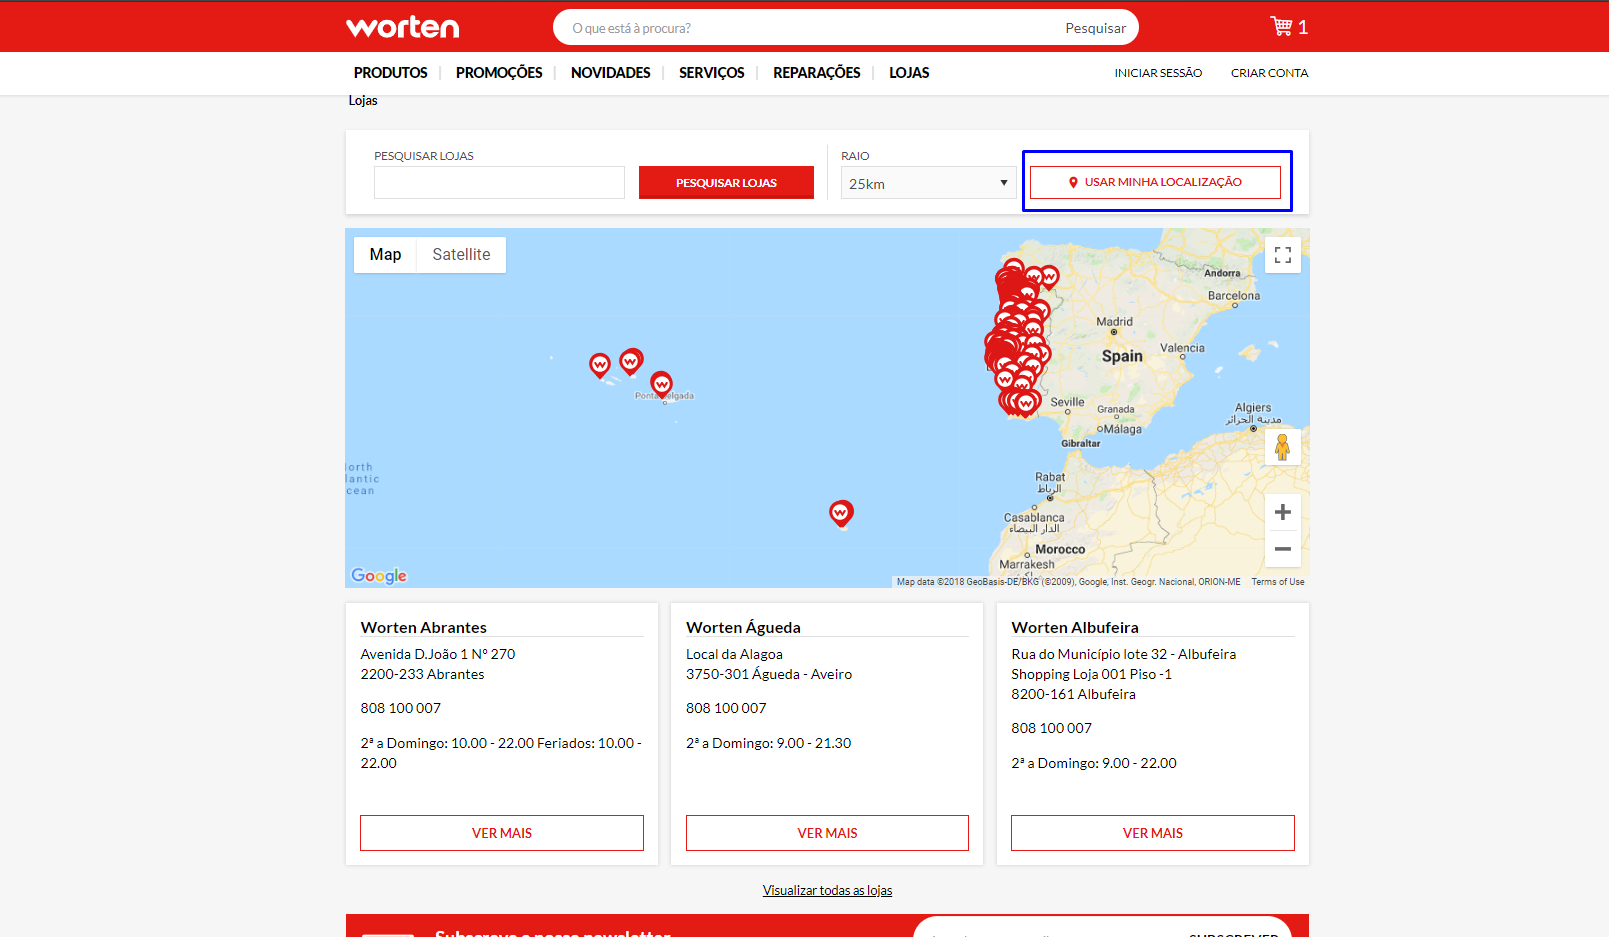 worten
O que está à procura?
Pesquisar
1
PRODUTOS
PROMOÇÕES
NOVIDADES
SERVIÇOS
REPARAÇÕES
LOJAS
INICIAR SESSÃO
CRIAR CONTA
Lojas
PESQUISAR LOJAS
PESQUISAR LOJAS
RAIO
25km
USAR MINHA LOCALIZAÇÃO
Map
Satellite
Andorra
Barcelona
Madrid
Spain
Valencia
Seville
Granada
Málaga
Gibraltar
Algiers
مدينة الجزائر
Rabat
الرباط
Casablanca
الدار البيضاء
Morocco
Marrakesh
orth
lantic
cean
Google
Map data ©2018 GeoBasis-DE/BKG (©2009), Google, Inst. Geogr. Nacional, ORION-ME
Terms of Use
Worten Abrantes
Avenida D.João 1 Nº 270
2200-233 Abrantes
808 100 007
2ª a Domingo: 10.00 - 22.00 Feriados: 10.00 -
22.00
VER MAIS
Worten Águeda
Local da Alagoa
3750-301 Águeda - Aveiro
808 100 007
2ª a Domingo: 9.00 - 21.30
VER MAIS
Worten Albufeira
Rua do Município lote 32 - Albufeira
Shopping Loja 001 Piso -1
8200-161 Albufeira
808 100 007
2ª a Domingo: 9.00 - 22.00
VER MAIS
Visualizar todas as lojas
Subscreva a nossa newsletter
SUBSCREVER